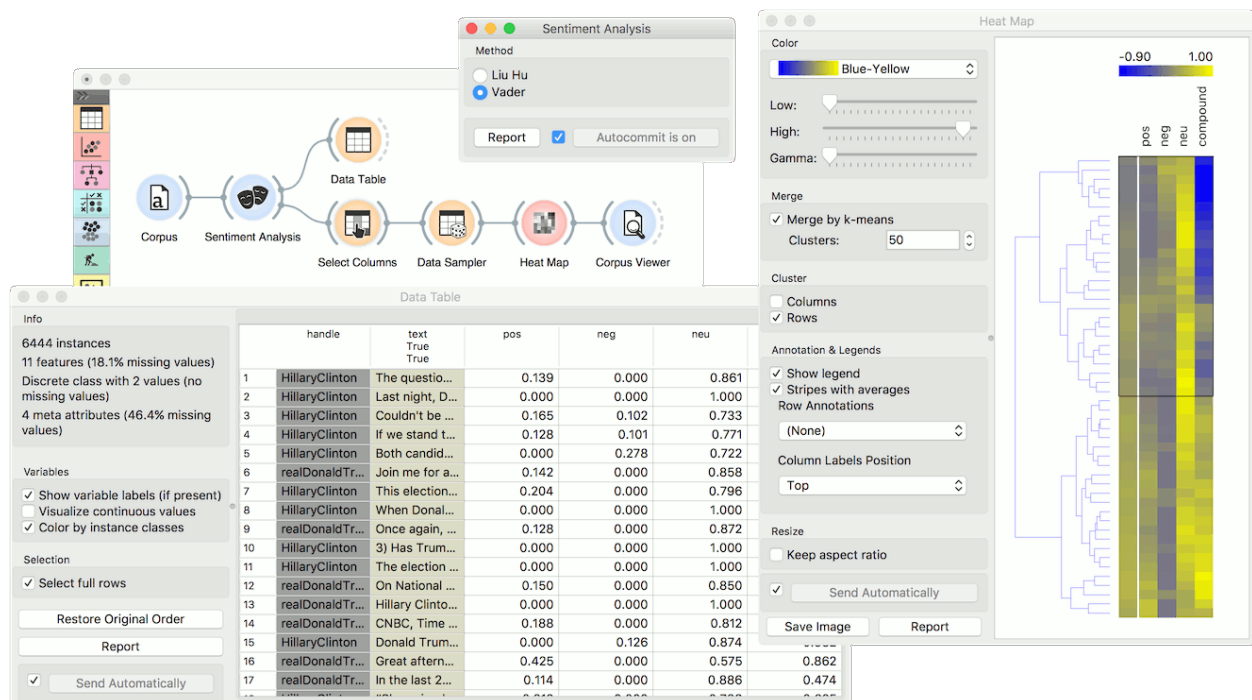 Sentiment Analysis
Method
Liu Hu
Vader
Report
Autocommit is on
a
Corpus
Sentiment Analysis
Data Table
Select Columns
Data Sampler
Heat Map
Corpus Viewer
Data Table
Info
6444 instances
11 features (18.1% missing values)
Discrete class with 2 values (no
missing values)
4 meta attributes (46.4% missing
values)
Variables
Show variable labels (if present)
Visualize continuous values
Color by instance classes
Selection
Select full rows
Restore Original Order
Report
Send Automatically
handle text pos neg neu
True
True
1 HillaryClinton The questio... 0.139 0.000 0.861
2 HillaryClinton Last night, D... 0.000 0.000 1.000
3 HillaryClinton Couldn't be ... 0.165 0.102 0.733
4 HillaryClinton If we stand t... 0.128 0.101 0.771
5 HillaryClinton Both candid... 0.000 0.278 0.722
6 realDonaldTr... Join me for a... 0.142 0.000 0.858
7 HillaryClinton This election... 0.204 0.000 0.796
8 HillaryClinton When Donal... 0.000 0.000 1.000
9 realDonaldTr... Once again, ... 0.128 0.000 0.872
10 HillaryClinton 3) Has Trum... 0.000 0.000 1.000
11 HillaryClinton The election ... 0.000 0.000 1.000
12 realDonaldTr... On National ... 0.150 0.000 0.850
13 realDonaldTr... Hillary Clinto... 0.000 0.000 1.000
14 realDonaldTr... CNBC, Time ... 0.188 0.000 0.812
15 HillaryClinton Donald Trum... 0.000 0.126 0.874
16 realDonaldTr... Great aftern... 0.425 0.000 0.575 0.862
17 realDonaldTr... In the last 2... 0.114 0.000 0.886 0.474
Heat Map
Color
Blue-Yellow
Low:
High:
Gamma:
Merge
Merge by k-means
Clusters: 50
Cluster
Columns
Rows
Annotation & Legends
Show legend
Stripes with averages
Row Annotations
(None)
Column Labels Position
Top
Resize
Keep aspect ratio
Send Automatically
Save Image
Report
-0.90 1.00
pos
neg
neu
compound